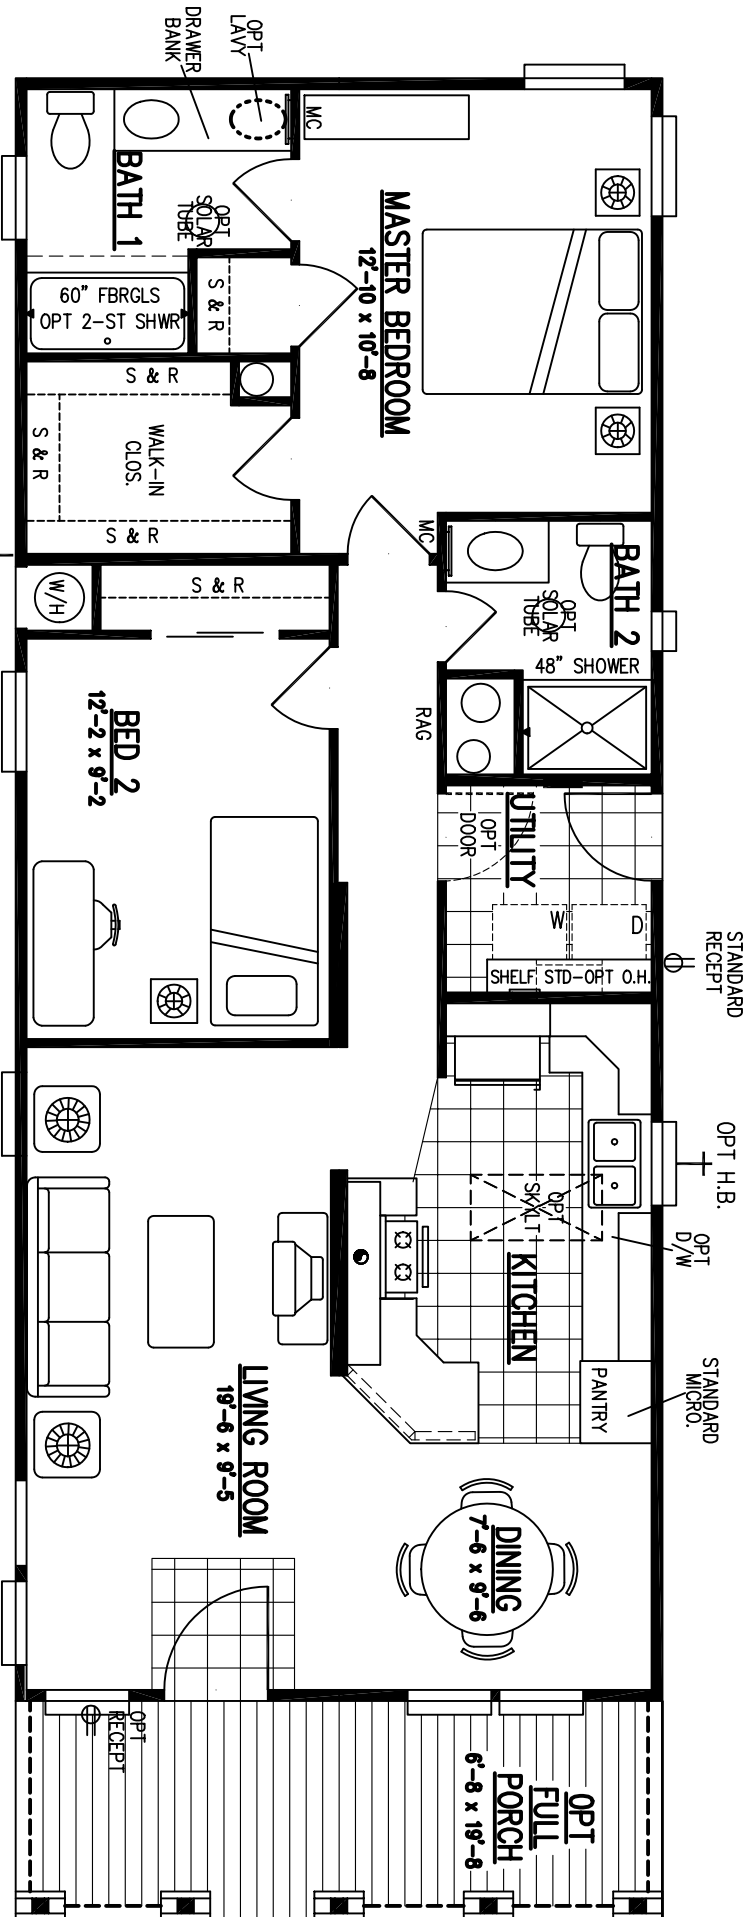 OPT
LAVY
DRAWER
BANK
MC
BATH 1
OPT
SOLAR
TUBE
60" FBRGLS
OPT 2-ST SHWR
S & R
MASTER BEDROOM
12'-10 x 10'-8
S & R
WALK-IN
CLOS.
S & R
S & R
MC
BATH 2
OPT
SOLAR
TUBE
48" SHOWER
W/H
S & R
RAG
BED 2
12'-2 x 9'-2
UTILITY
OPT
DOOR
W
D
SHELF STD-OPT O.H.
STANDARD
RECEPT
OPT H.B.
OPT
D/W
OPT
SKYLT
KITCHEN
STANDARD
MICRO.
PANTRY
LIVING ROOM
19'-6 x 9'-5
DINING
7'-6 x 9'-6
OPT
RECEPT
OPT
FULL
PORCH
6'-8 x 19'-8